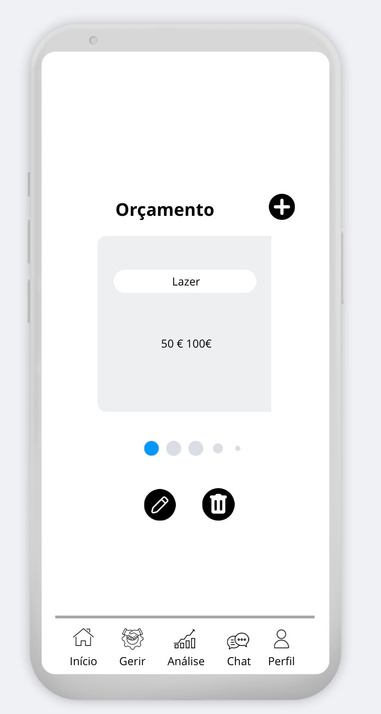 Orçamento
Lazer
50 € 100€
Início Gerir Análise Chat Perfil